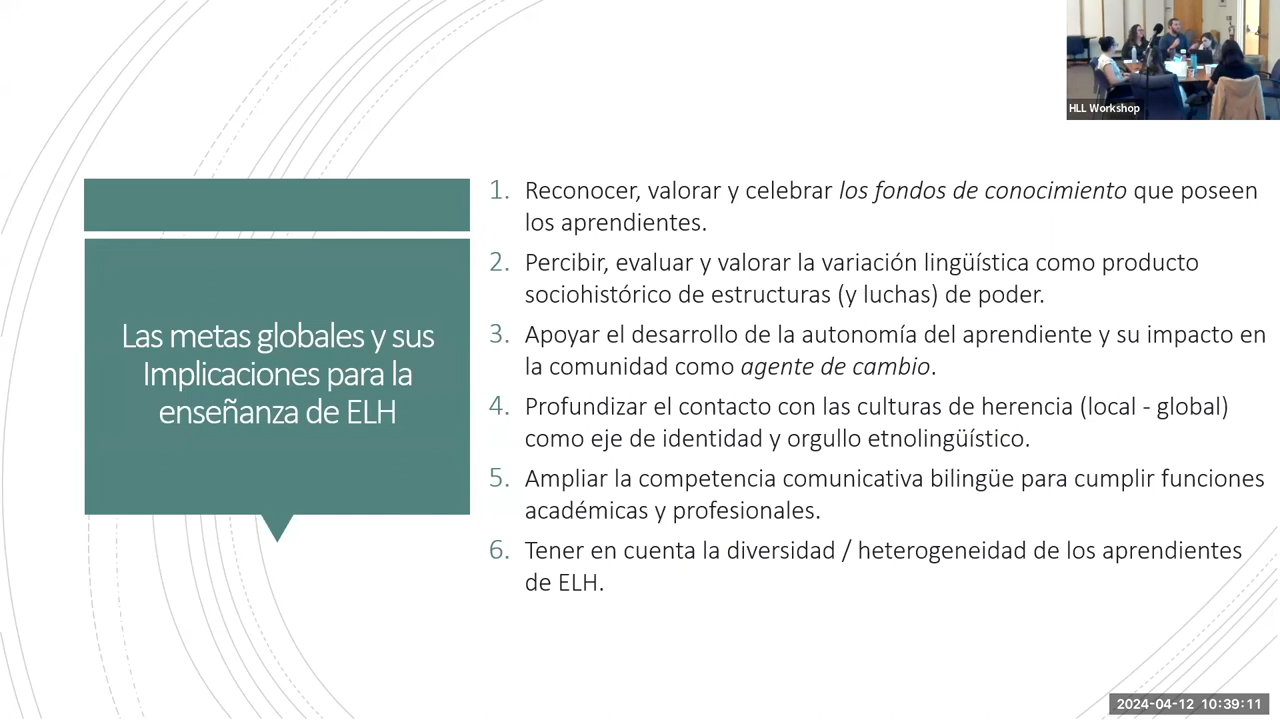 HLL Workshop
Las metas globales y sus
Implicaciones para la
enseñanza de ELH
1. Reconocer, valorar y celebrar los fondos de conocimiento que poseen
los aprendientes.
2. Percibir, evaluar y valorar la variación lingüística como producto
sociohistórico de estructuras (y luchas) de poder.
3. Apoyar el desarrollo de la autonomía del aprendiente y su impacto en
la comunidad como agente de cambio.
4. Profundizar el contacto con las culturas de herencia (local - global)
como eje de identidad y orgullo etnolingüístico.
5. Ampliar la competencia comunicativa bilingüe para cumplir funciones
académicas y profesionales.
6. Tener en cuenta la diversidad / heterogeneidad de los aprendientes
de ELH.
2024-04-12 10:39:11